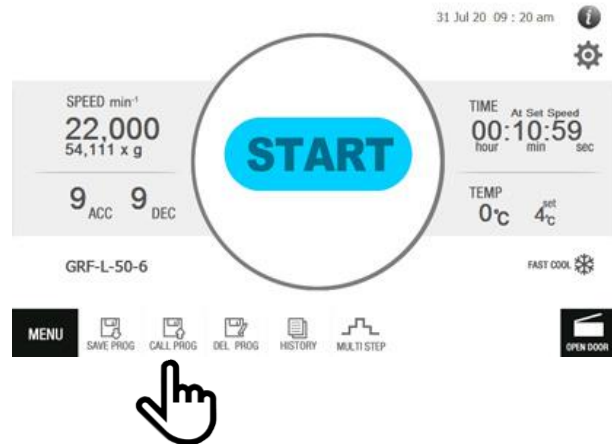 31 Jul 20 09 : 20 am
i
SPEED min⁻¹
22,000
54,111 x g
9 ACC 9 DEC
START
TIME At Set Speed
00:10:59
hour min sec
TEMP
0℃ 4℃ set
GRF-L-50-6
FAST COOL
MENU
SAVE PROG
CALL PROG
DEL PROG
HISTORY
MULTI STEP
OPEN DOOR